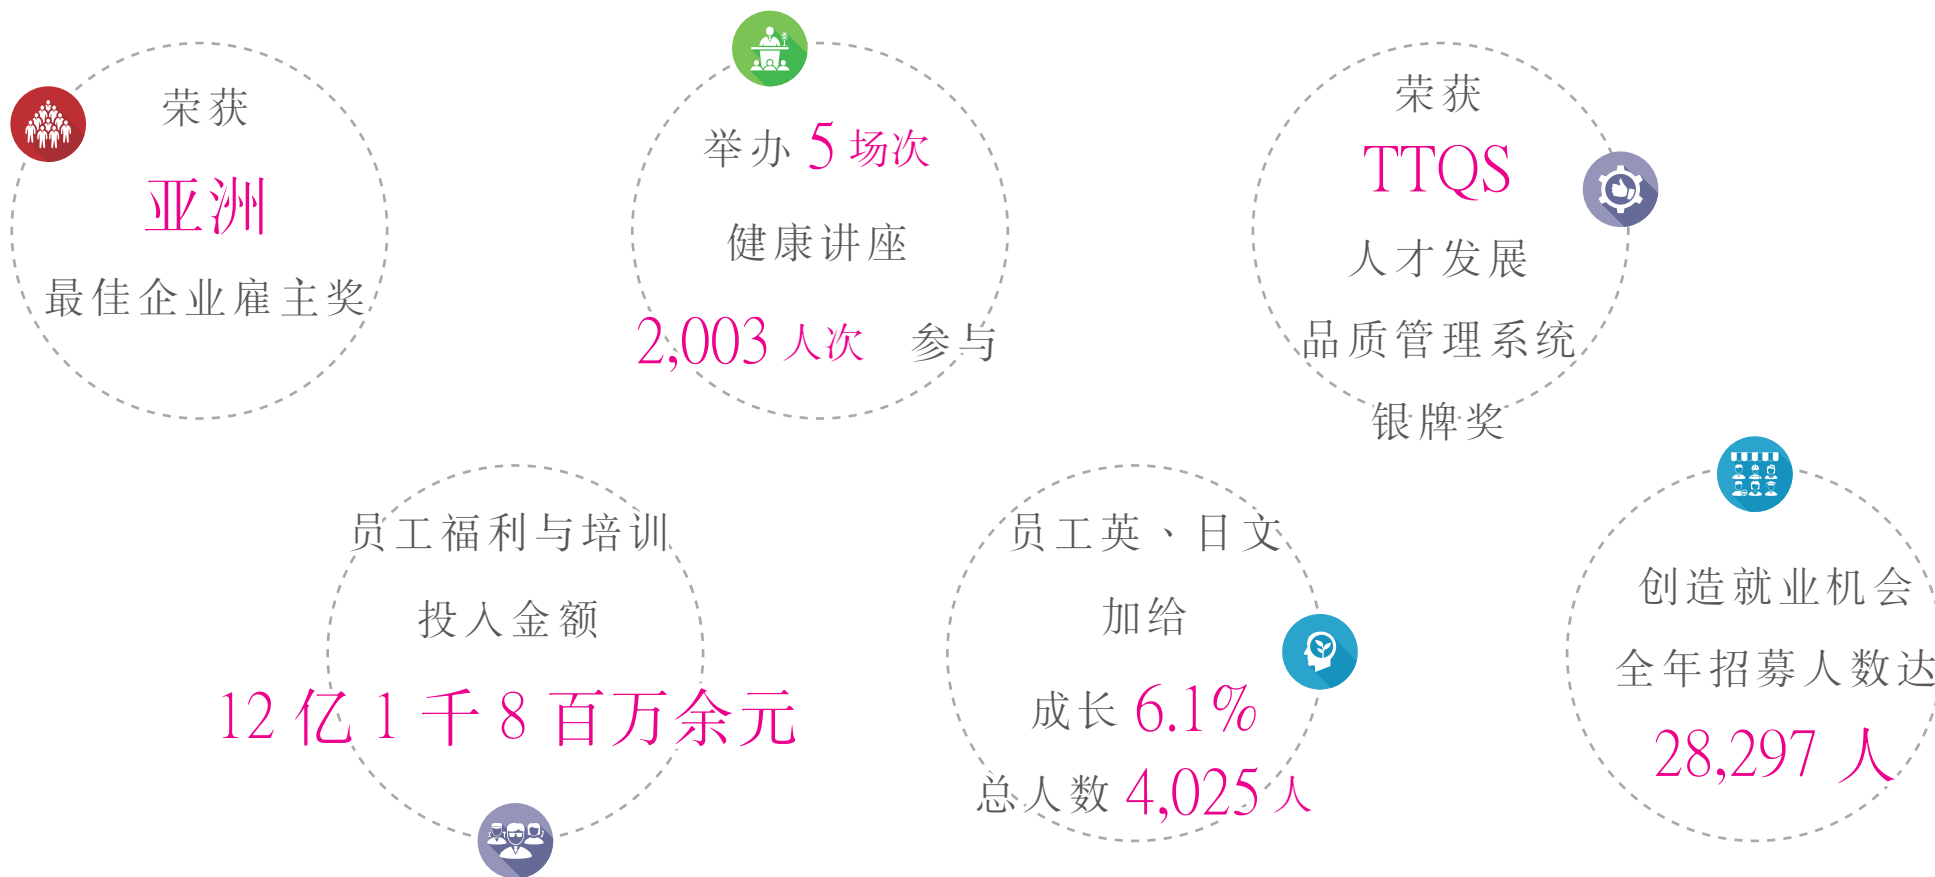 荣获
亚洲
最佳企业雇主奖
举办 5 场次
健康讲座
2,003 人次 参与
荣获
TTQS
人才发展
品质管理系统
银牌奖
员工福利与培训
投入金额
12 亿 1 千 8 百万余元
员工英、日文
加给
成长 6.1%
总人数 4,025 人
创造就业机会
全年招募人数达
28,297 人